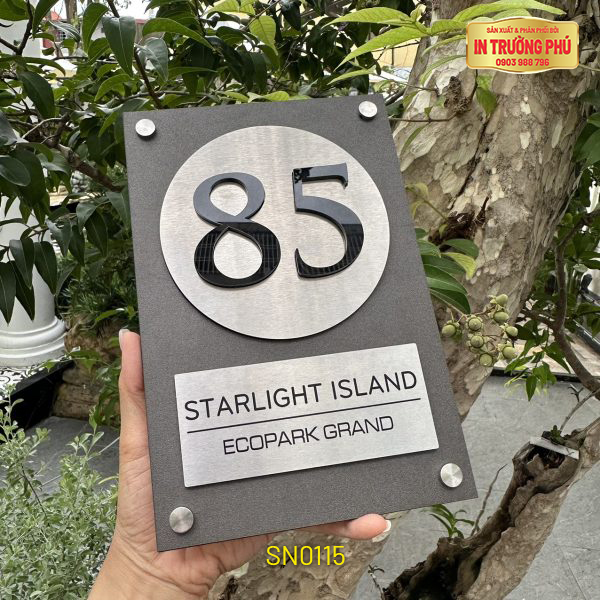 SẢN XUẤT & PHÂN PHỐI BỞI
IN TRƯỜNG PHÚ
0903 988 796
85
STARLIGHT ISLAND
ECOPARK GRAND
SN0115